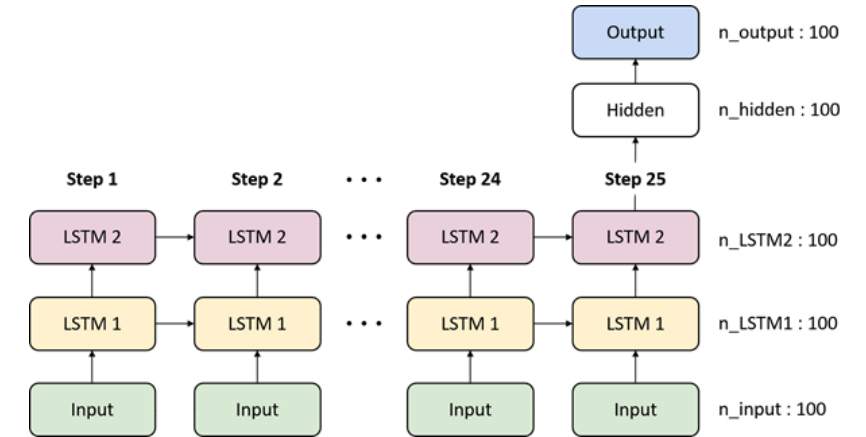 Output n_output : 100
Hidden n_hidden : 100
Step 1 Step 2 • • • Step 24 Step 25
LSTM 2 LSTM 2 • • • LSTM 2 LSTM 2 n_LSTM2 : 100
LSTM 1 LSTM 1 • • • LSTM 1 LSTM 1 n_LSTM1 : 100
Input Input Input Input n_input : 100